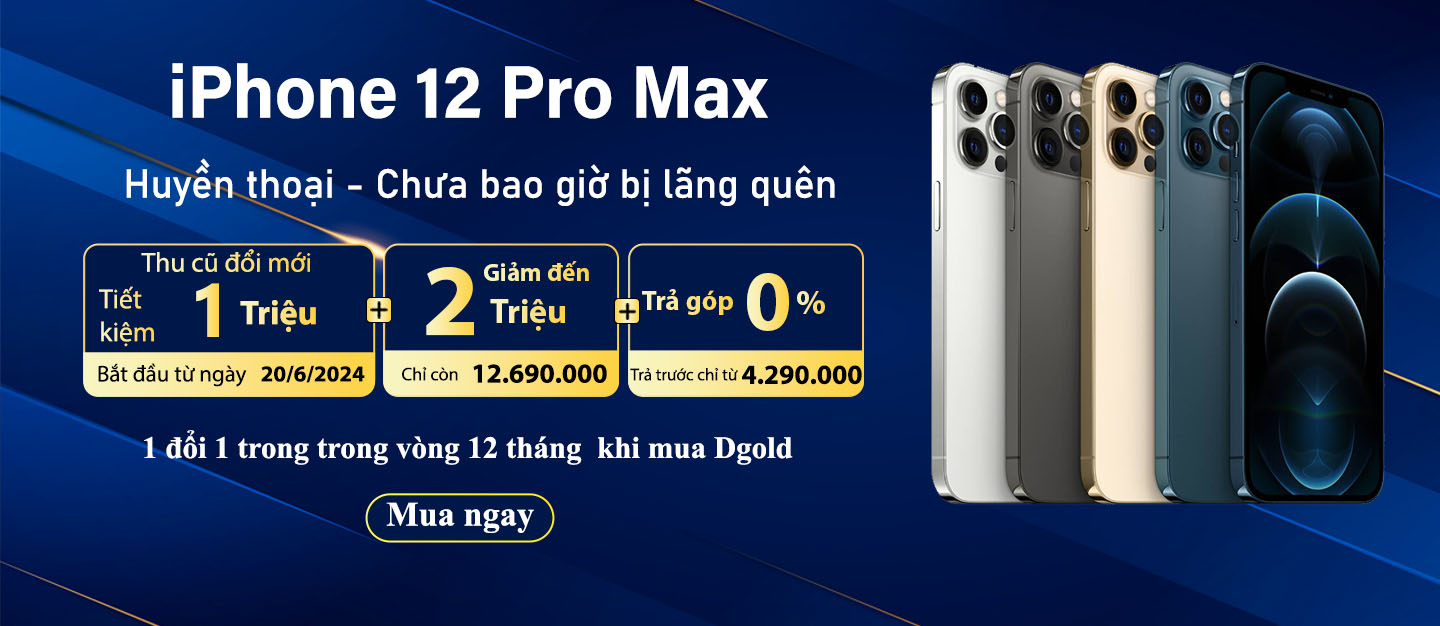 iPhone 12 Pro Max
Huyền thoại - Chưa bao giờ bị lãng quên
Thu cũ đổi mới
Tiết kiệm 1 Triệu
Bắt đầu từ ngày 20/6/2024
+
Giảm đến
2 Triệu
Chỉ còn 12.690.000
+
Trả góp 0 %
Trả trước chỉ từ 4.290.000
1 đổi 1 trong trong vòng 12 tháng khi mua Dgold
Mua ngay